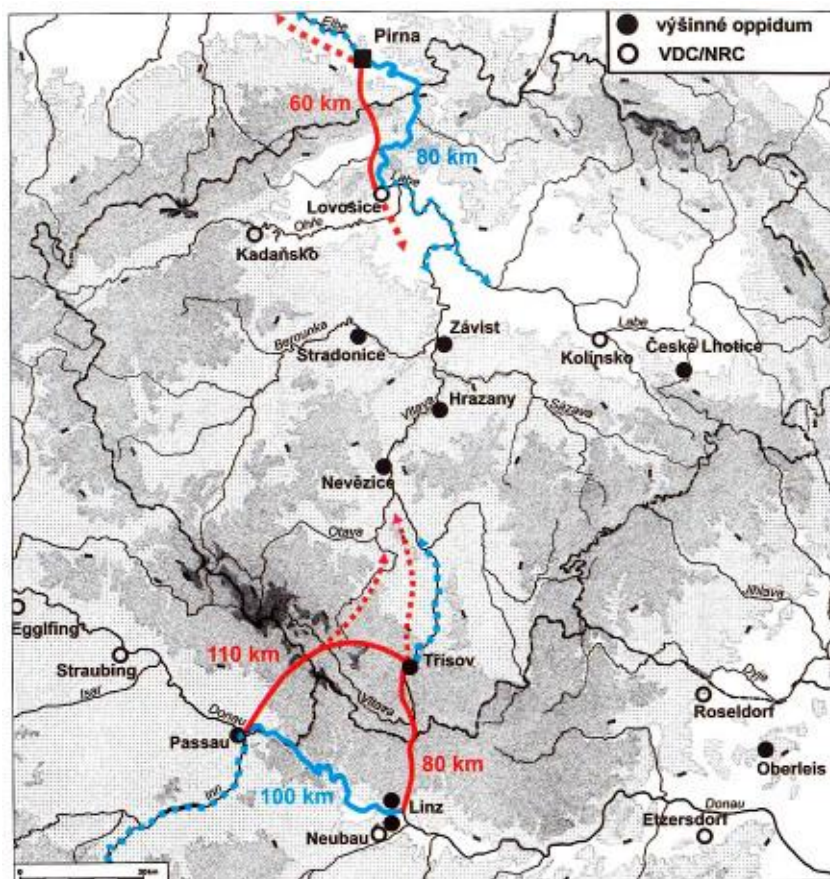 výšinné oppidum
VDC/NRC
Elbe
Pirna
60 km
80 km
Labe
Lovošice
Ohře
Kadaňsko
Berounka
Stradonice
Závist
Labe
Kolínsko
České Lhotice
Hrazany
Vltava
Sázava
Nevězice
Otava
Jihlava
Egglfing
110 km
Třísov
Straubing
Isar
Dyje
Vltava
Roseldorf
Donau
Passau
80 km
Oberleis
Inn
100 km
Linz
Donau
Neubau
Etzersdorf
0